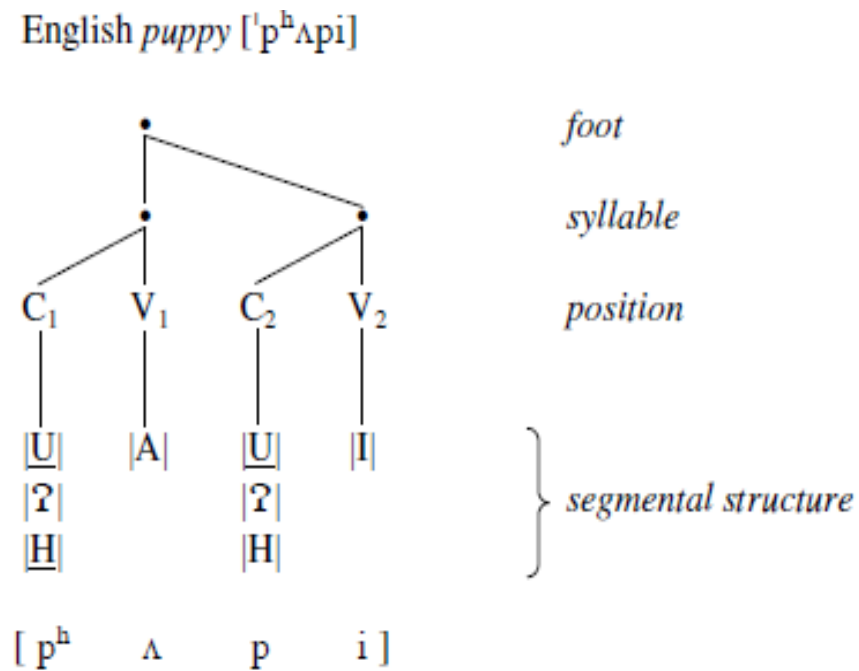 English puppy [ˈpʰʌpi]
• foot
• • syllable
C₁ V₁ C₂ V₂ position
|U̲| |A| |U̲| |I|
|ʔ| |ʔ| segmental structure
|H̲| |H|
[ pʰ ʌ p i ]